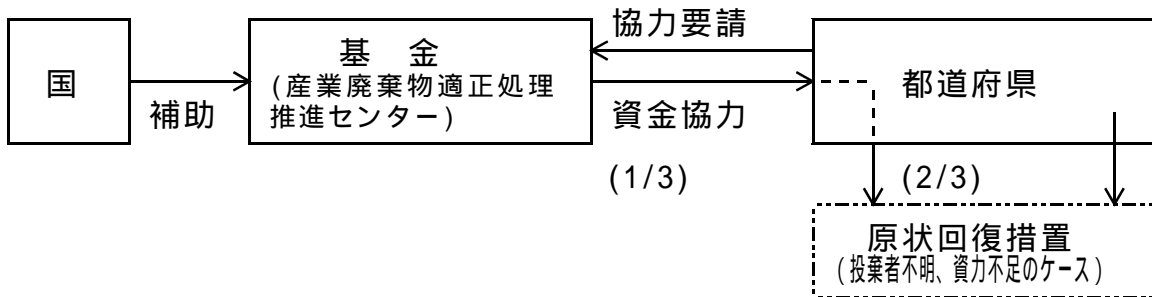 国
補助
基　金
(産業廃棄物適正処理
推進センター)
協力要請
資金協力
(1/3)
都道府県
(2/3)
原状回復措置
(投棄者不明、資力不足のケース)